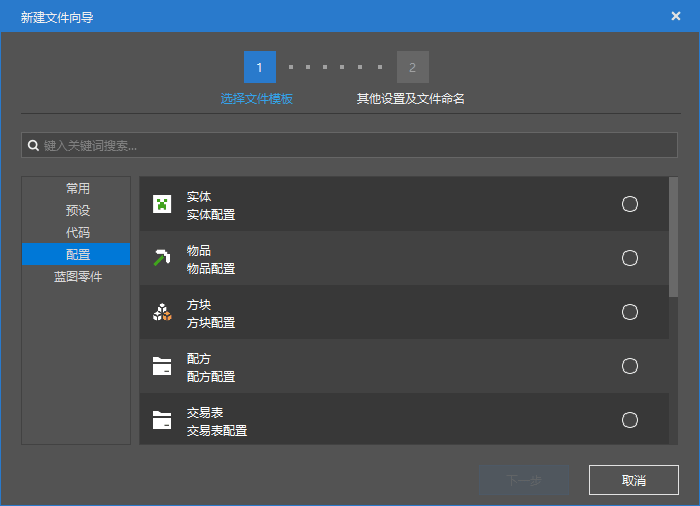 新建文件向导
1
2
选择文件模板
其他设置及文件命名
键入关键词搜索...
常用
预设
代码
配置
蓝图零件
实体
实体配置
物品
物品配置
方块
方块配置
配方
配方配置
交易表
交易表配置
下一步
取消